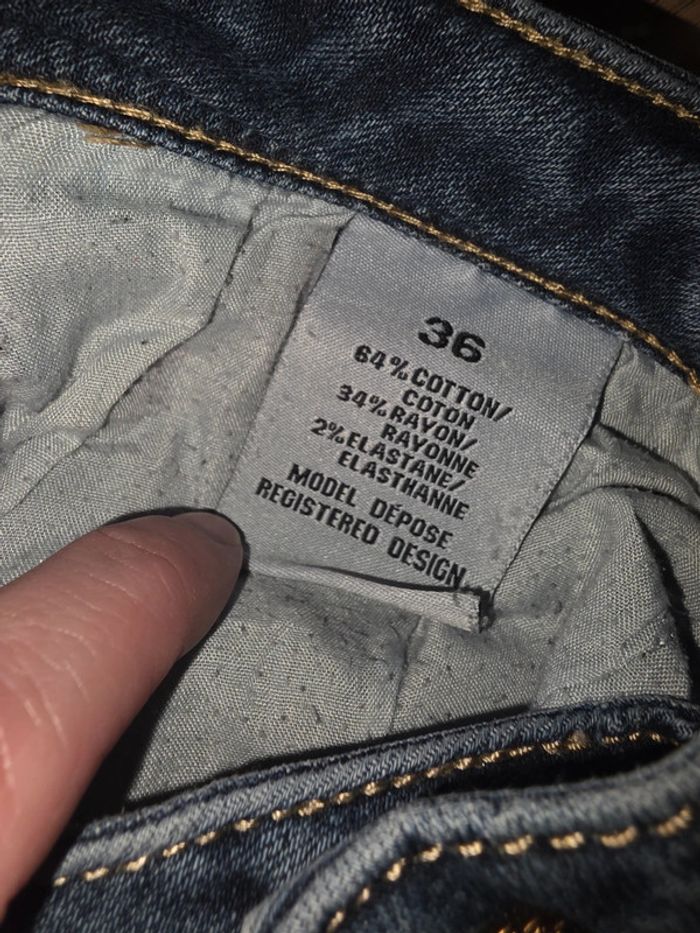 36
64%COTTON/
COTON
34%RAYON/
RAYONNE
2%ELASTANE/
ELASTHANNE
MODEL DÉPOSE
REGISTERED DESIGN